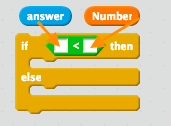 answer Number
if < then
else